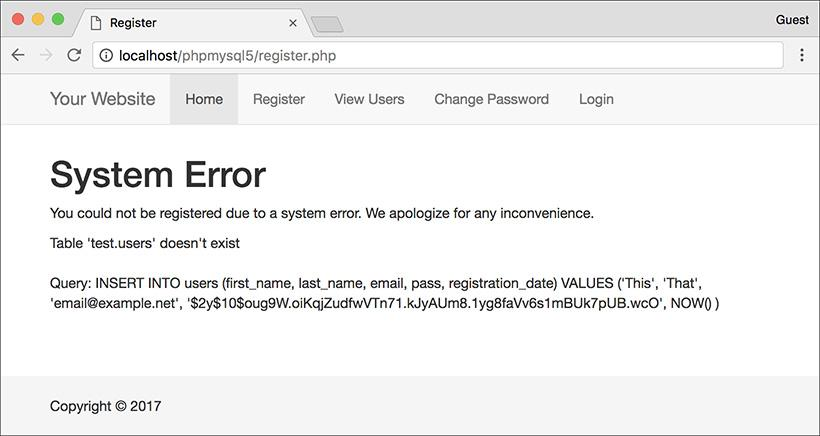 Register
Guest
localhost/phpmysql5/register.php
Your Website Home Register View Users Change Password Login
System Error
You could not be registered due to a system error. We apologize for any inconvenience.
Table 'test.users' doesn't exist
Query: INSERT INTO users (first_name, last_name, email, pass, registration_date) VALUES ('This', 'That',
'email@example.net', '$2y$10$oug9W.oiKqjZudfwVTn71.kJyAUm8.1yg8faVv6s1mBUk7pUB.wcO', NOW() )
Copyright © 2017